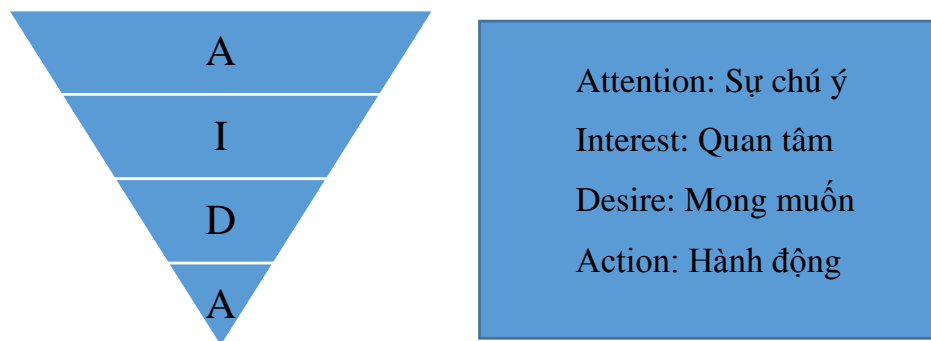 A
I
D
A
Attention: Sự chú ý
Interest: Quan tâm
Desire: Mong muốn
Action: Hành động